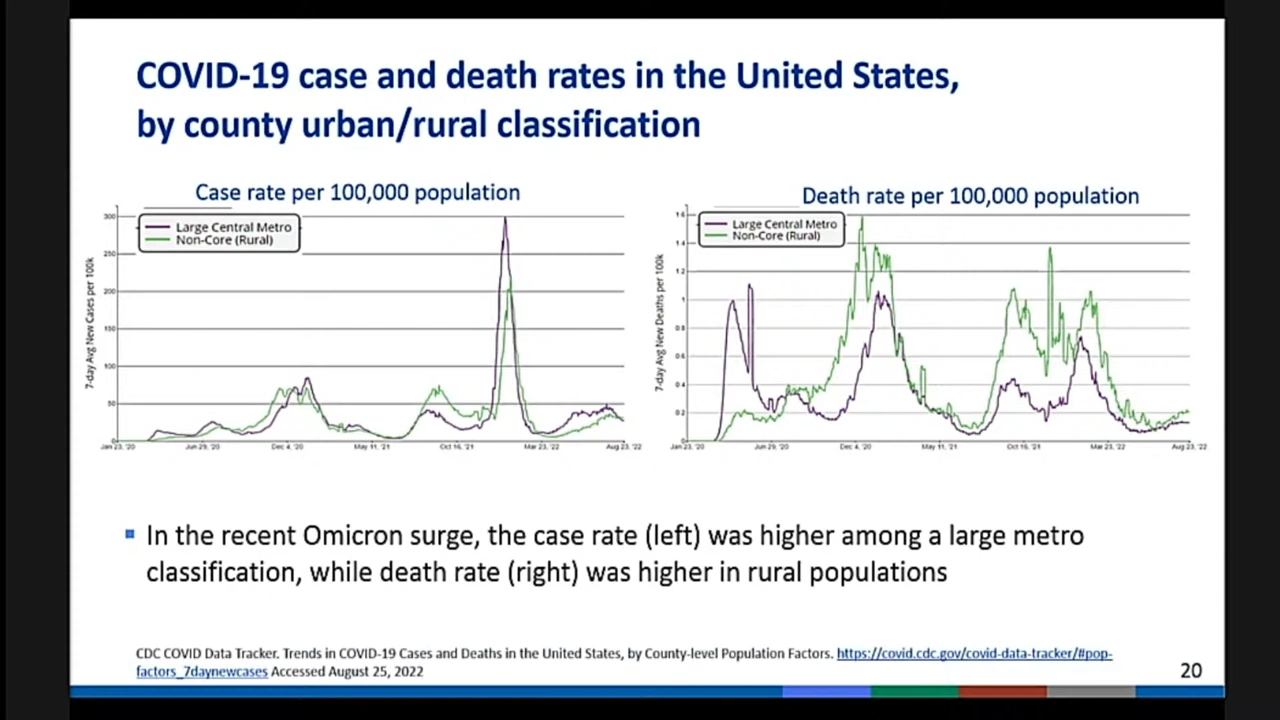 COVID-19 case and death rates in the United States,
by county urban/rural classification
Case rate per 100,000 population
Large Central Metro
Non-Core (Rural)
7-day Avg New Cases per 100k
300
250
200
150
100
50
0
Jan 23, '20 Jun 29, '20 Dec 4, '20 May 11, '21 Oct 16, '21 Mar 23, '22 Aug 23, '22
Death rate per 100,000 population
Large Central Metro
Non-Core (Rural)
7-day Avg New Deaths per 100k
1.6
1.4
1.2
1
0.8
0.6
0.4
0.2
0
Jan 23, '20 Jun 29, '20 Dec 4, '20 May 11, '21 Oct 16, '21 Mar 23, '22 Aug 23, '22
In the recent Omicron surge, the case rate (left) was higher among a large metro
classification, while death rate (right) was higher in rural populations
CDC COVID Data Tracker. Trends in COVID-19 Cases and Deaths in the United States, by County-level Population Factors. https://covid.cdc.gov/covid-data-tracker/#pop-
factors_7daynewcases Accessed August 25, 2022
20